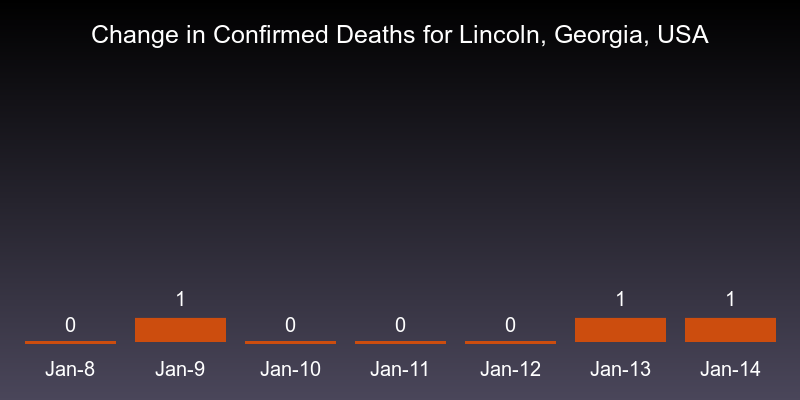 Change in Confirmed Deaths for Lincoln, Georgia, USA
0 1 0 0 0 1 1
Jan-8 Jan-9 Jan-10 Jan-11 Jan-12 Jan-13 Jan-14